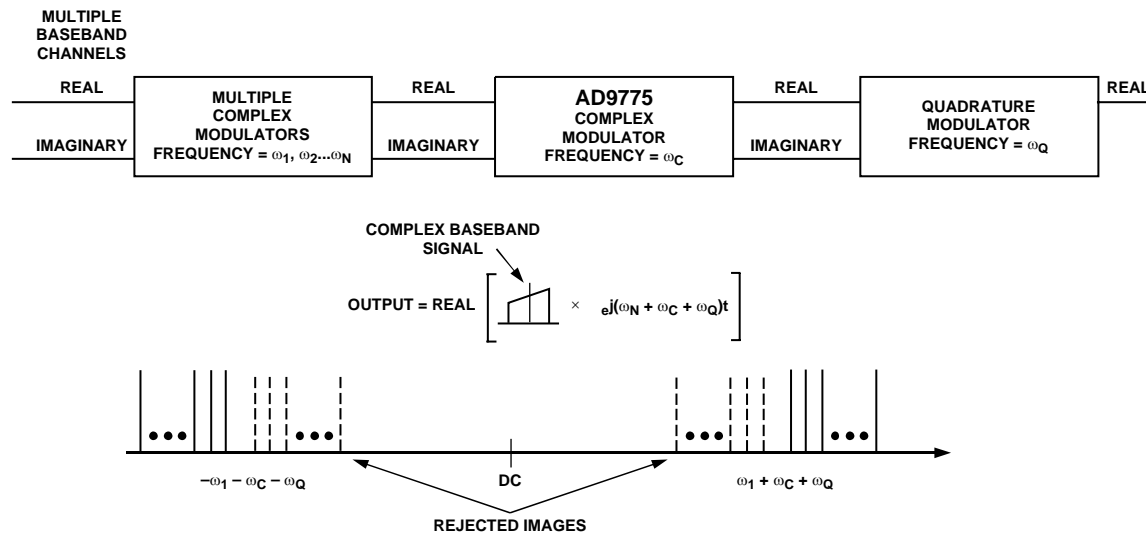 MULTIPLE
BASEBAND
CHANNELS
REAL
IMAGINARY
MULTIPLE
COMPLEX
MODULATORS
FREQUENCY = ω1, ω2...ωN
REAL
IMAGINARY
AD9775
COMPLEX
MODULATOR
FREQUENCY = ωC
REAL
IMAGINARY
QUADRATURE
MODULATOR
FREQUENCY = ωQ
REAL
COMPLEX BASEBAND
SIGNAL
OUTPUT = REAL [ × ej(ωN + ωC + ωQ)t ]
–ω1 – ωC – ωQ
DC
ω1 + ωC + ωQ
REJECTED IMAGES